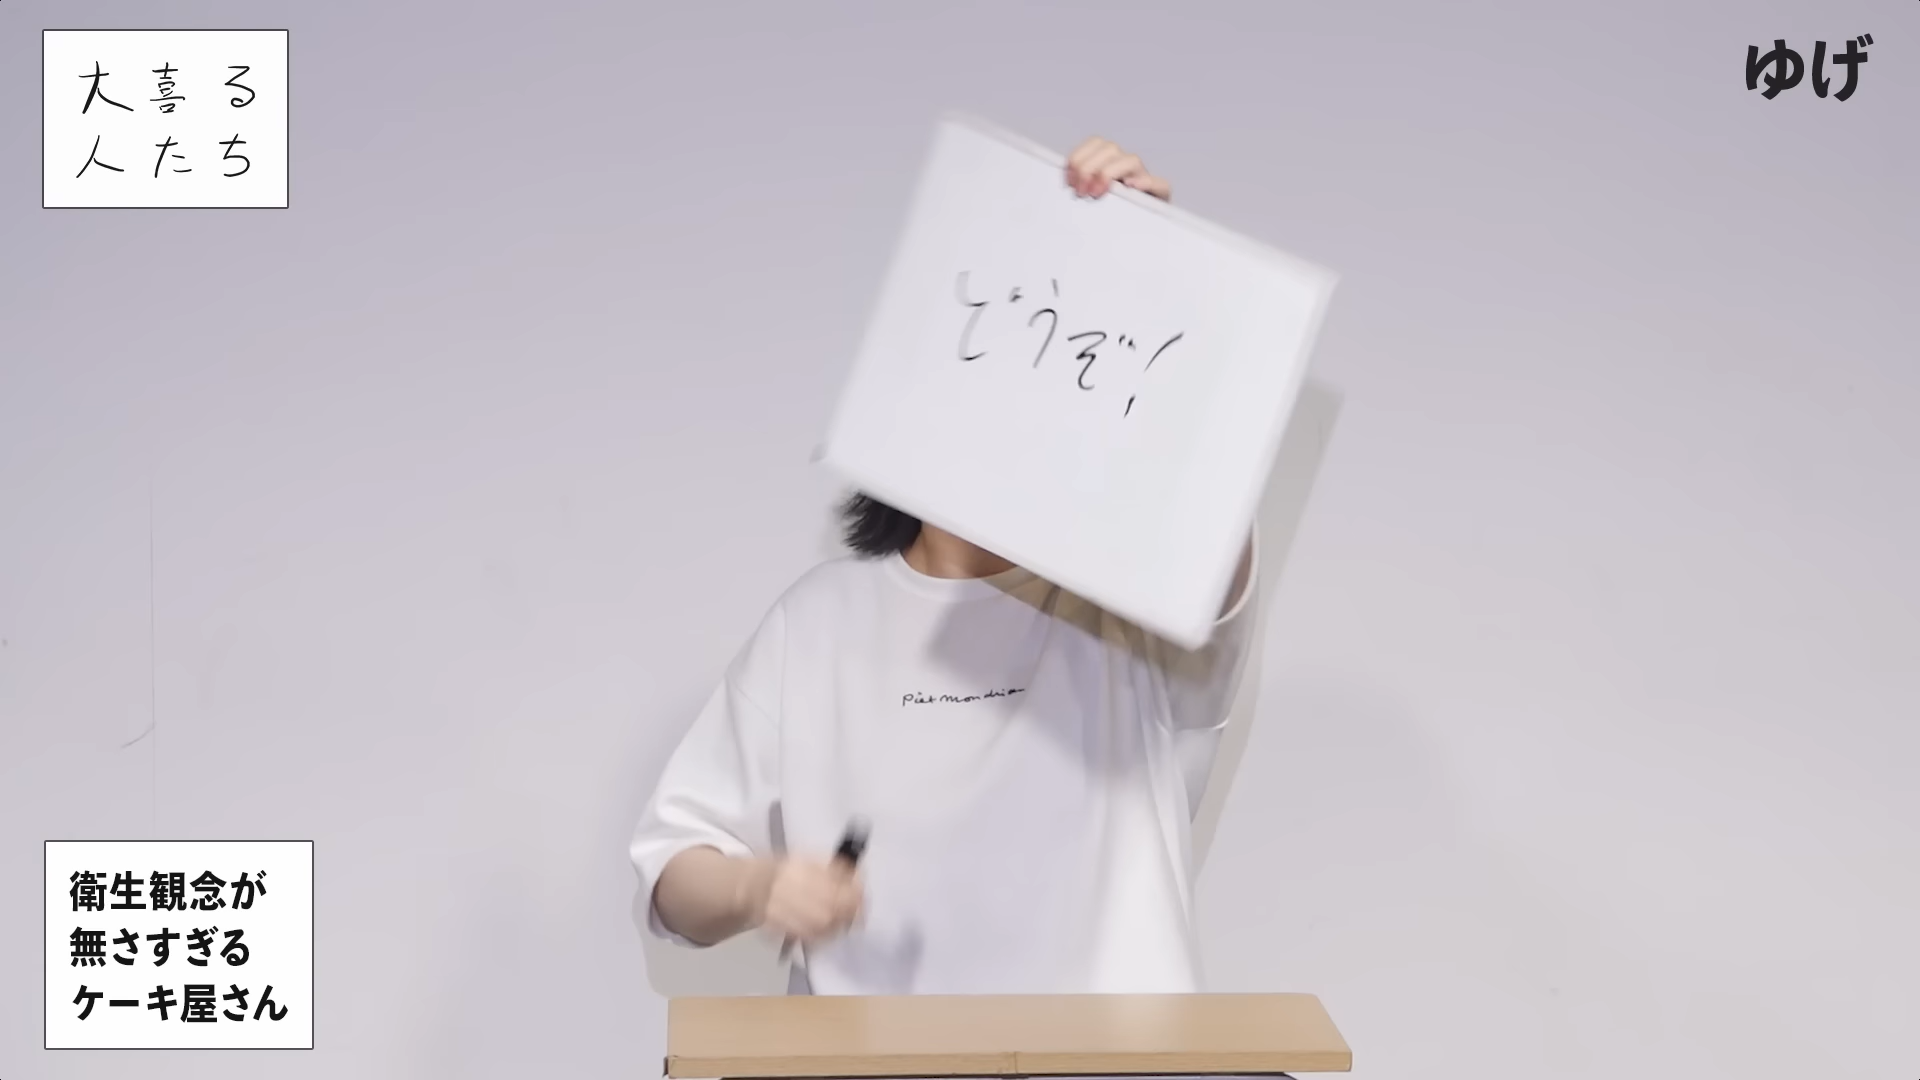 大喜る
人たち
ゆげ
どうぞ!
Piet Mondrian
衛生観念が
無さすぎる
ケーキ屋さん